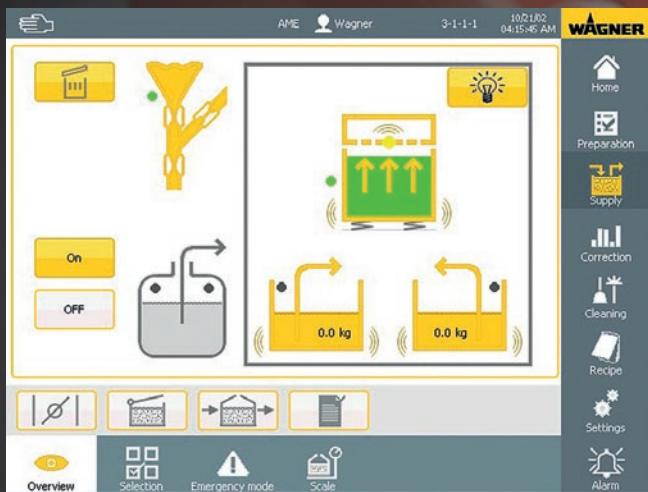 AME Wagner 3-1-1-1 10/21/02
04:15:45 AM
WAGNER
Home
Preparation
Supply
On
OFF
0.0 kg 0.0 kg
Correction
Cleaning
Recipe
Settings
Alarm
Overview Selection Emergency mode Scale